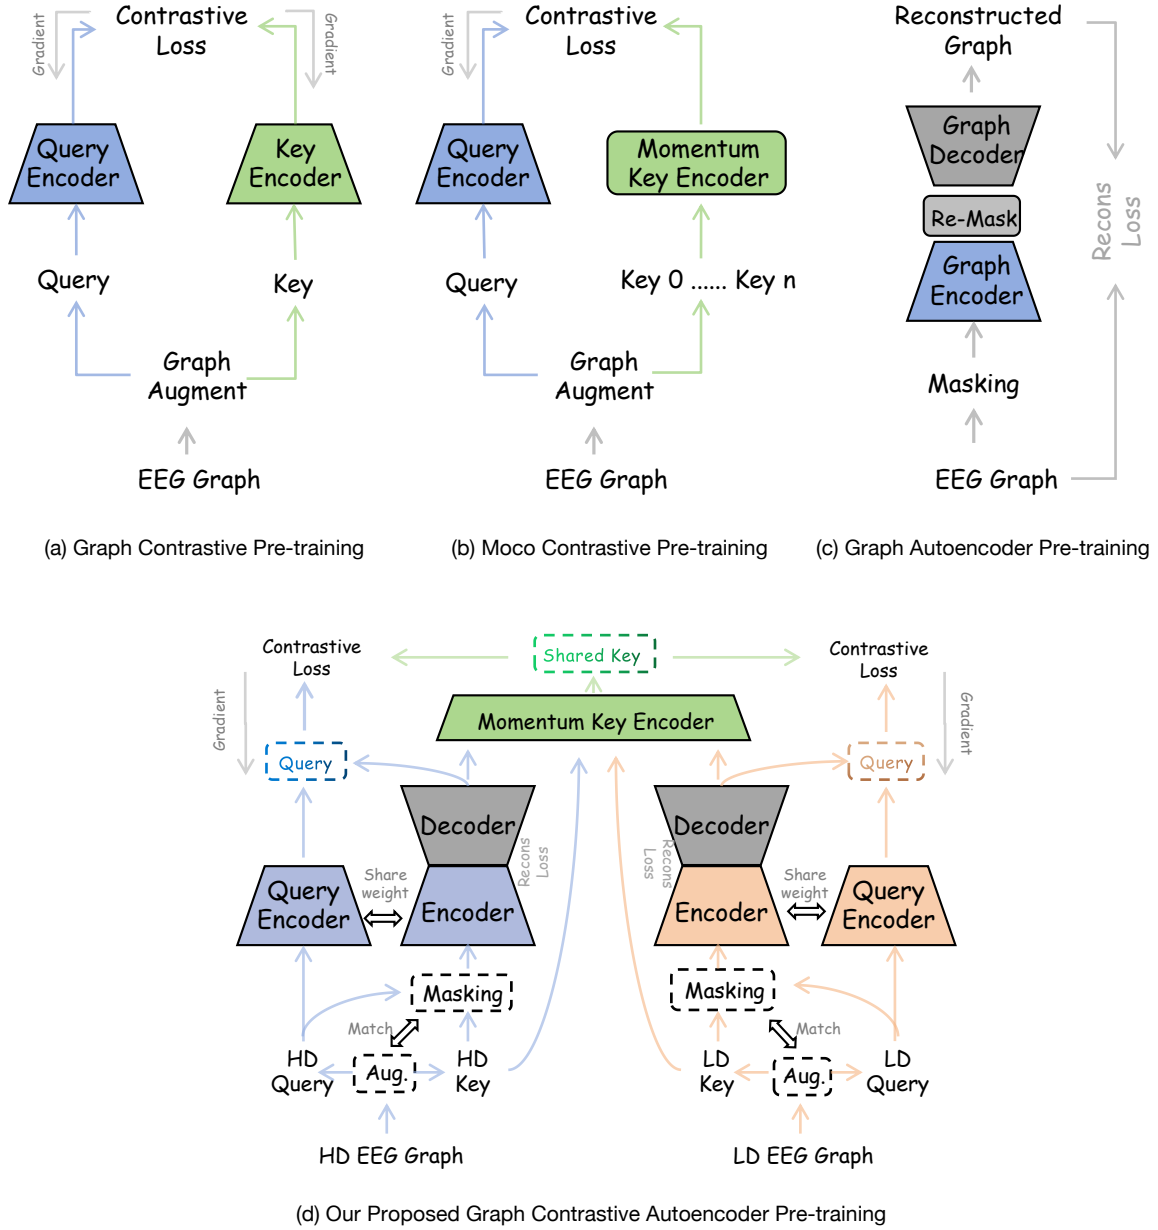 Contrastive
Loss
Gradient
Gradient
Query
Encoder
Key
Encoder
Query
Key
Graph
Augment
EEG Graph
(a) Graph Contrastive Pre-training
Contrastive
Loss
Gradient
Query
Encoder
Momentum
Key Encoder
Query
Key 0 ...... Key n
Graph
Augment
EEG Graph
(b) Moco Contrastive Pre-training
Reconstructed
Graph
Graph
Decoder
Re-Mask
Graph
Encoder
Recons
Loss
Masking
EEG Graph
(c) Graph Autoencoder Pre-training
Contrastive
Loss
Shared Key
Contrastive
Loss
Gradient
Momentum Key Encoder
Gradient
Query
Query
Decoder
Recons
Loss
Decoder
Recons
Loss
Query
Encoder
Share
weight
Encoder
Encoder
Share
weight
Query
Encoder
Masking
Masking
Match
Match
HD
Query
Aug.
HD
Key
LD
Key
Aug.
LD
Query
HD EEG Graph
LD EEG Graph
(d) Our Proposed Graph Contrastive Autoencoder Pre-training